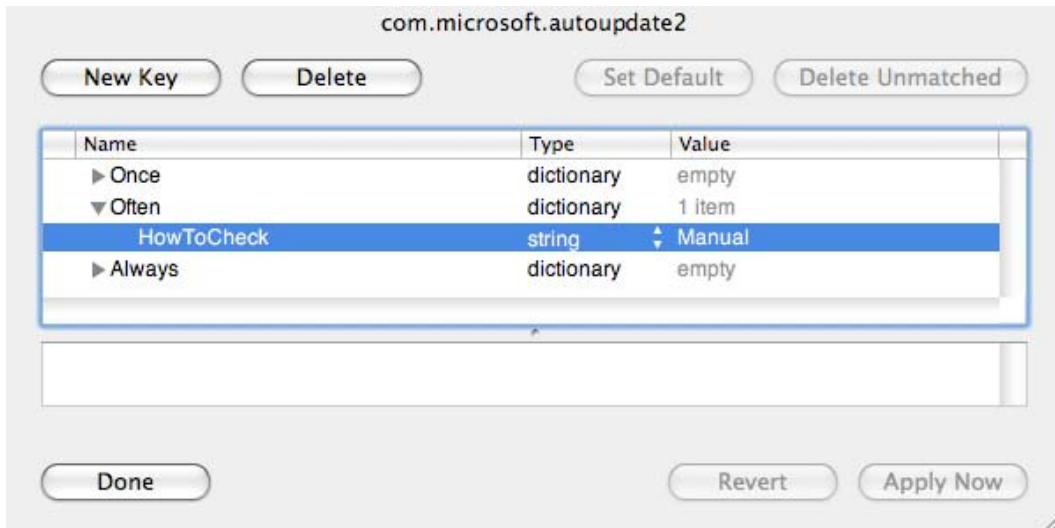 com.microsoft.autoupdate2
New Key Delete Set Default Delete Unmatched
Name Type Value
Once dictionary empty
Often dictionary 1 item
HowToCheck string Manual
Always dictionary empty
Done Revert Apply Now